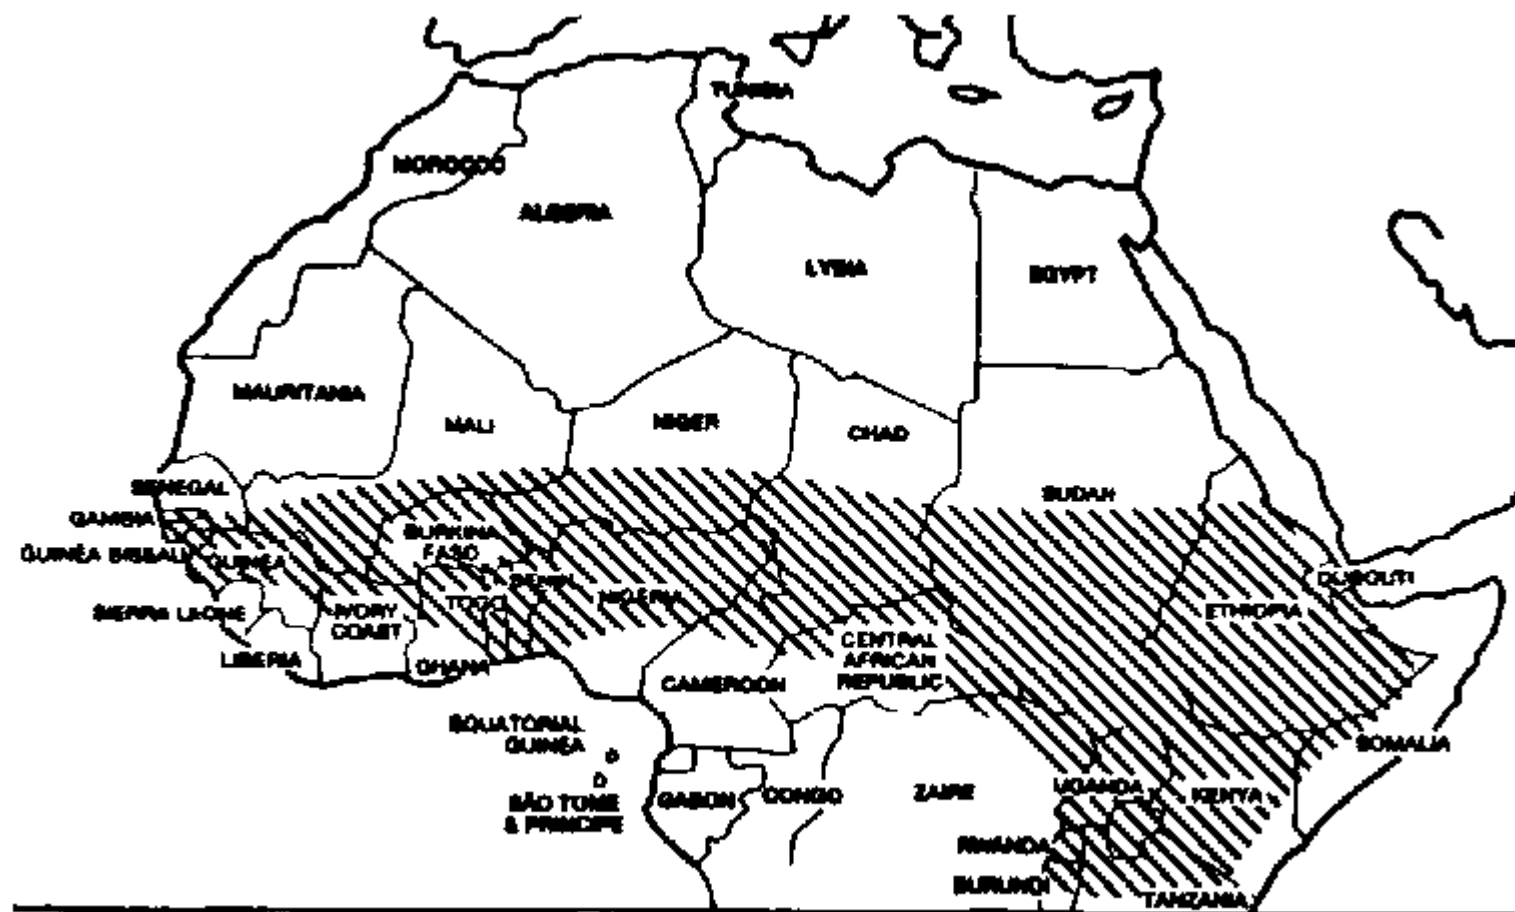 TUNISIA
MOROCCO
ALGERIA
LYBIA
EGYPT
MAURITANIA
MALI
NIGER
CHAD
SENEGAL
SUDAN
GAMBIA
BURKINA
FASO
GUINEA BISSAU
GUINEA
BENIN
DJIBOUTI
SIERRA LEONE
IVORY
COAST
TOGO
NIGERIA
ETHIOPIA
LIBERIA
GHANA
CENTRAL
AFRICAN
REPUBLIC
CAMEROON
EQUATORIAL
GUINEA
SOMALIA
SÃO TOME
& PRINCIPE
GABON
CONGO
ZAIRE
UGANDA
KENYA
RWANDA
BURUNDI
TANZANIA